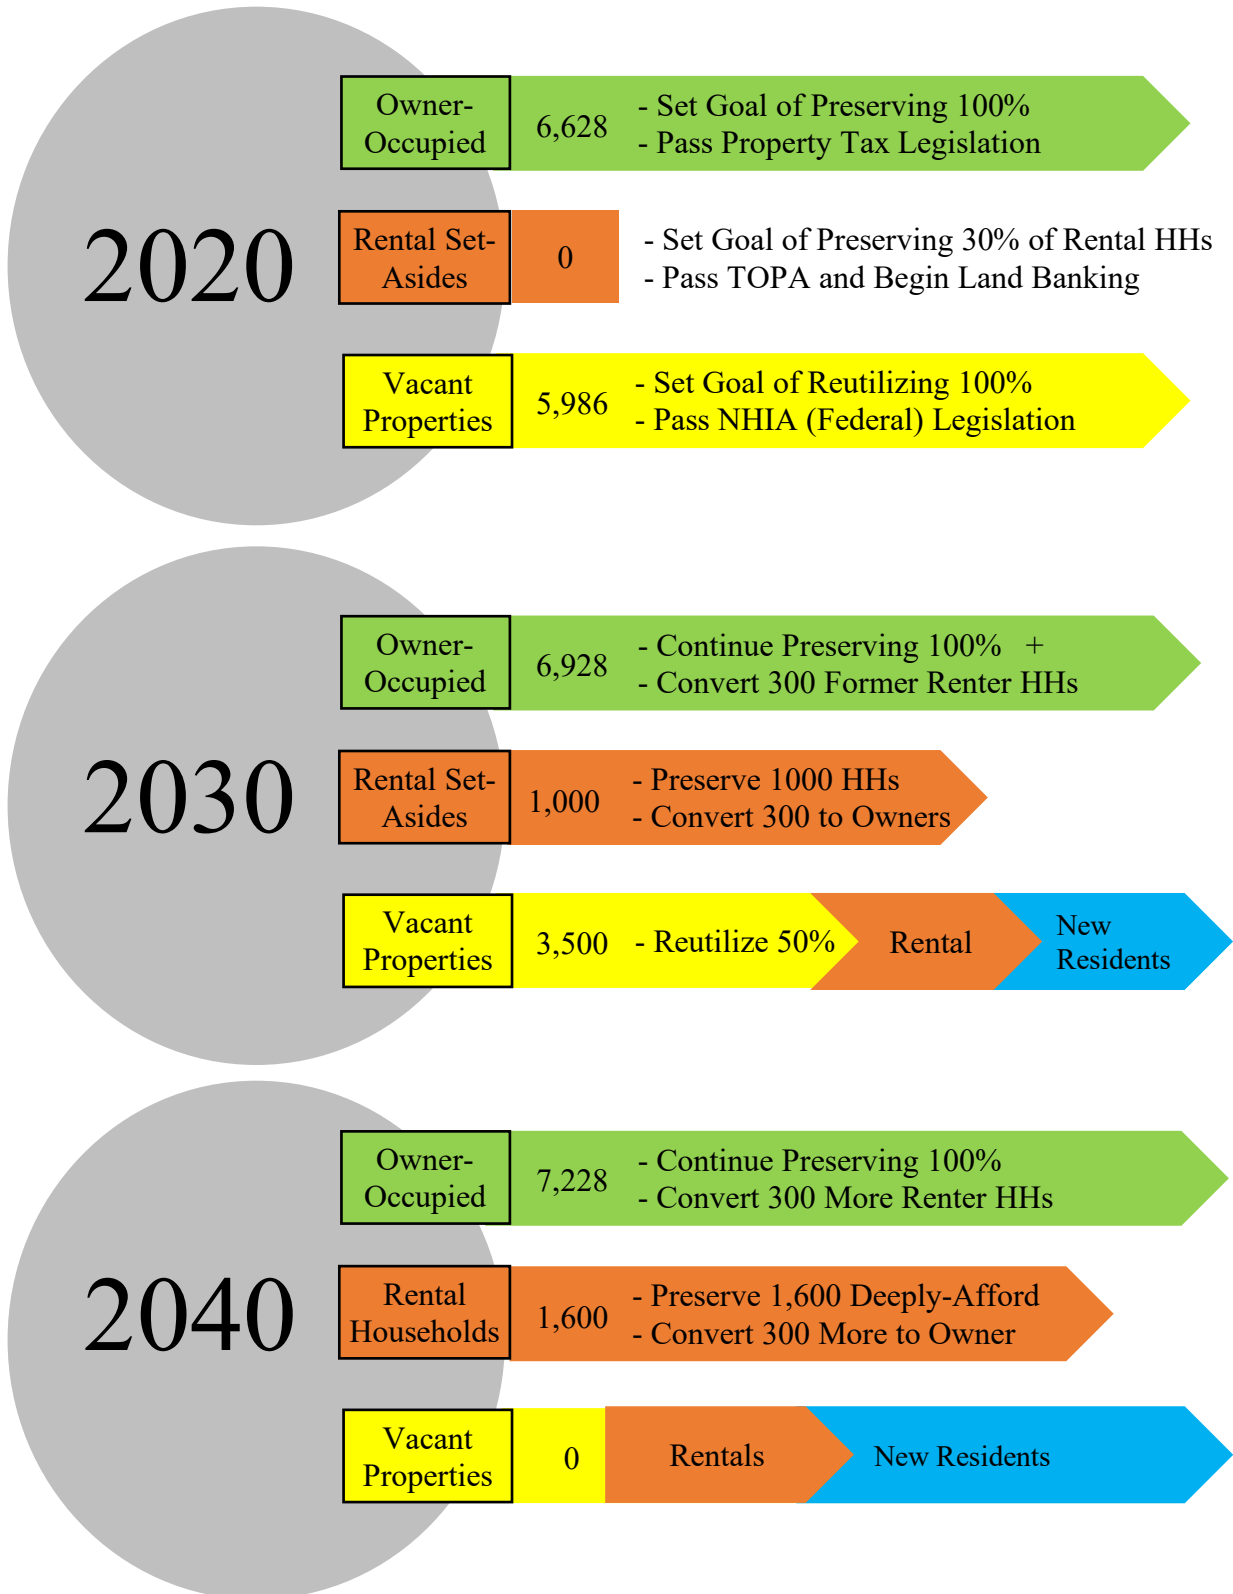 2020
Owner-
Occupied
6,628
- Set Goal of Preserving 100%
- Pass Property Tax Legislation
Rental Set-
Asides
0
- Set Goal of Preserving 30% of Rental HHs
- Pass TOPA and Begin Land Banking
Vacant
Properties
5,986
- Set Goal of Reutilizing 100%
- Pass NHIA (Federal) Legislation
2030
Owner-
Occupied
6,928
- Continue Preserving 100%   +
- Convert 300 Former Renter HHs
Rental Set-
Asides
1,000
- Preserve 1000 HHs
- Convert 300 to Owners
Vacant
Properties
3,500
- Reutilize 50%
Rental
New
Residents
2040
Owner-
Occupied
7,228
- Continue Preserving 100%
- Convert 300 More Renter HHs
Rental
Households
1,600
- Preserve 1,600 Deeply-Afford
- Convert 300 More to Owner
Vacant
Properties
0
Rentals
New Residents